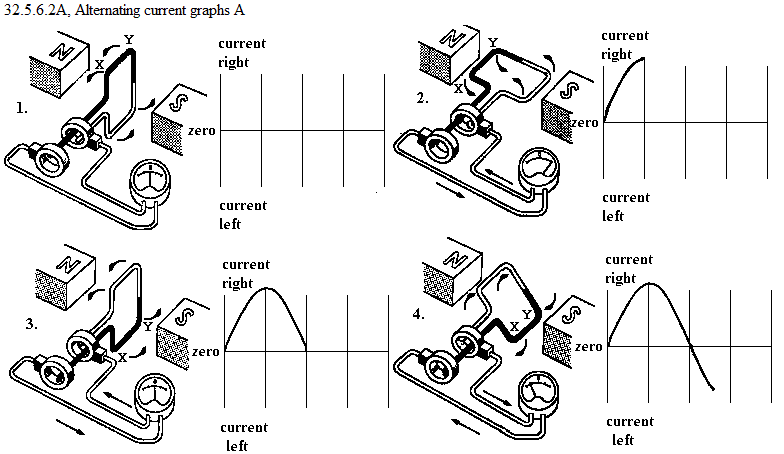 32.5.6.2A, Alternating current graphs A
1.
N
Y
X
S
current
right
zero
current
left
2.
N
Y
X
S
current
right
zero
current
left
3.
N
S
Y
X
current
right
zero
current
left
4.
N
S
Y
X
current
right
zero
current
left